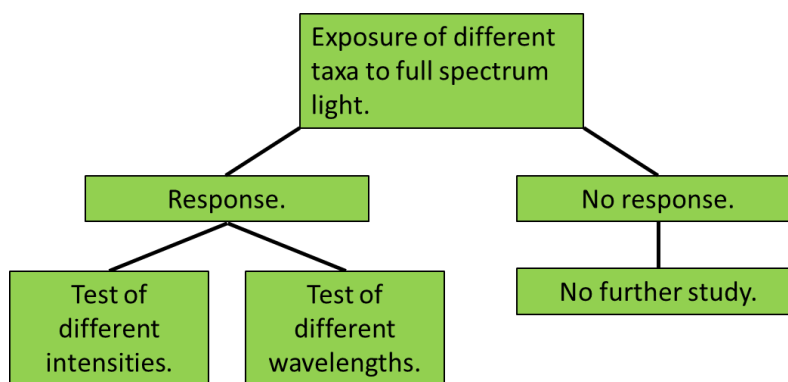 Exposure of different
taxa to full spectrum
light.
Response.
No response.
Test of
different
intensities.
Test of
different
wavelengths.
No further study.